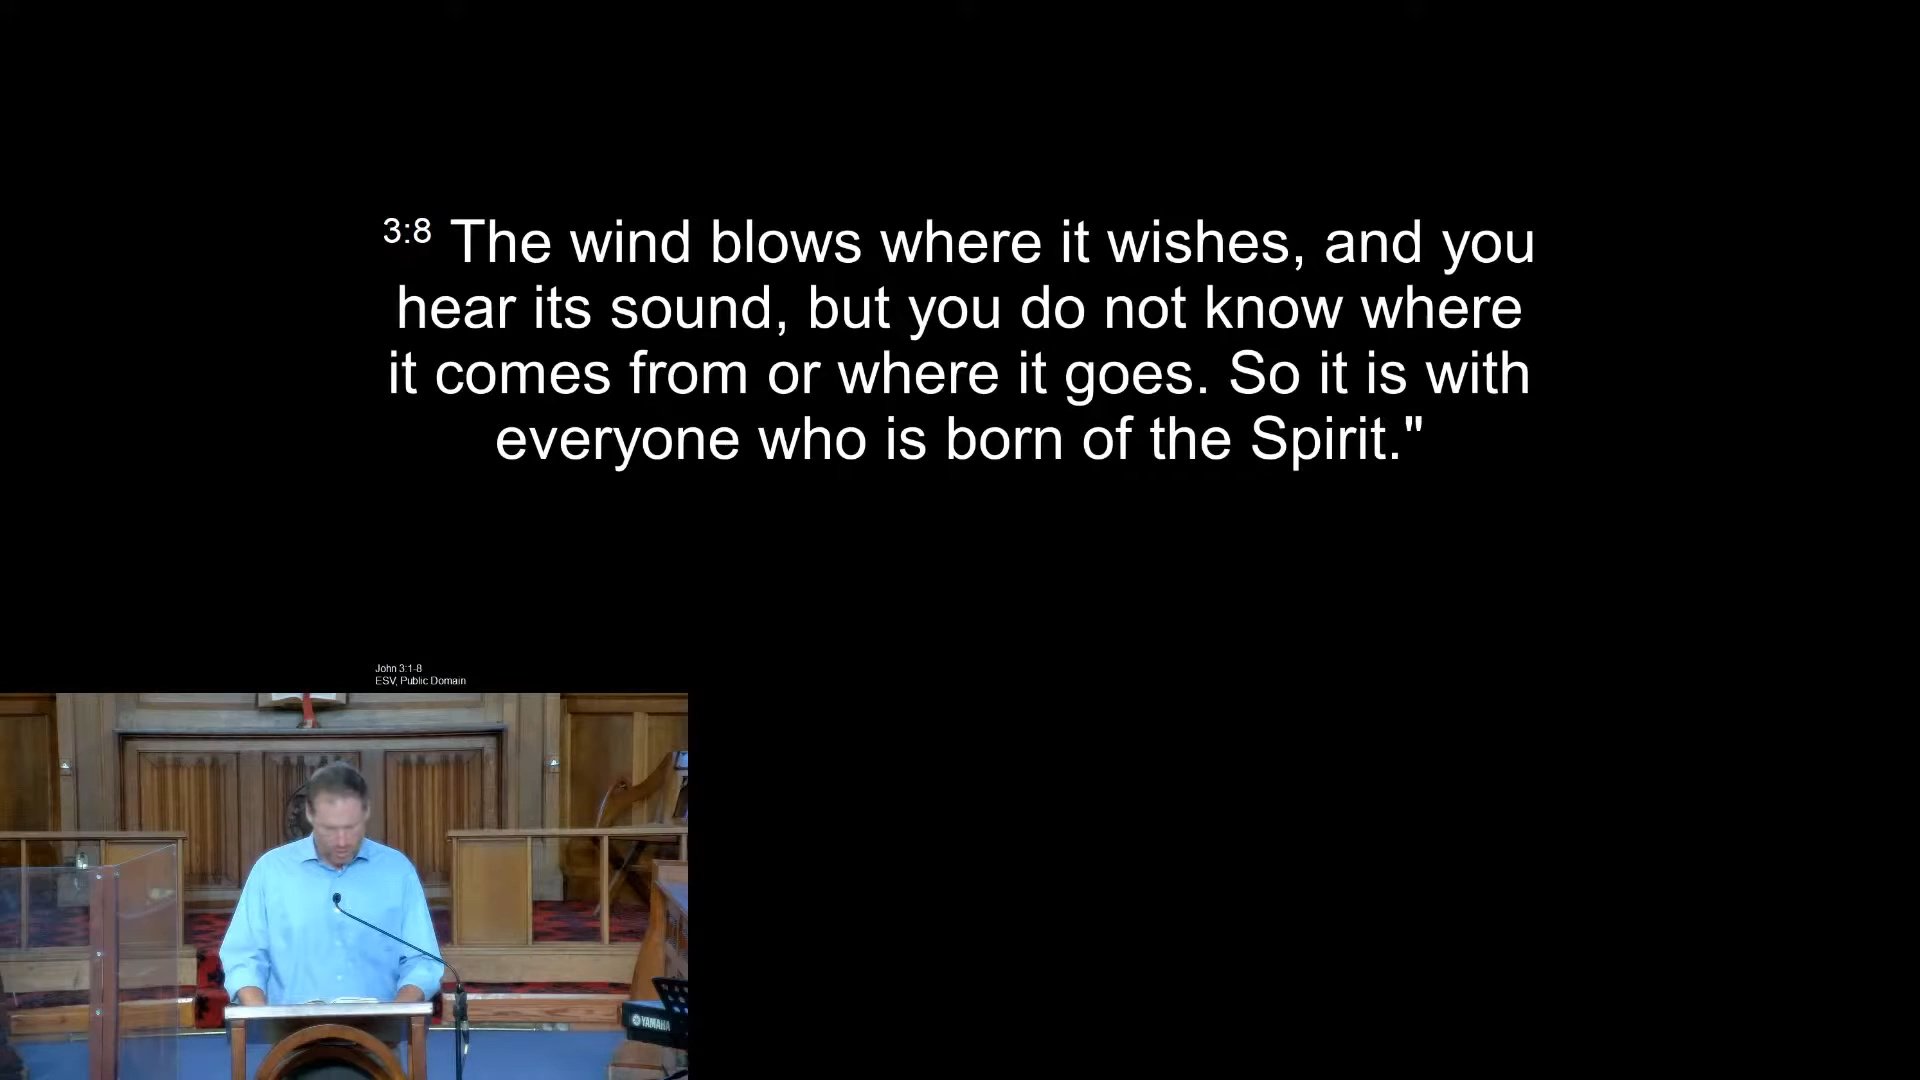 3:8 The wind blows where it wishes, and you
hear its sound, but you do not know where
it comes from or where it goes. So it is with
everyone who is born of the Spirit."
John 3:1-8
ESV, Public Domain
YAMAHA